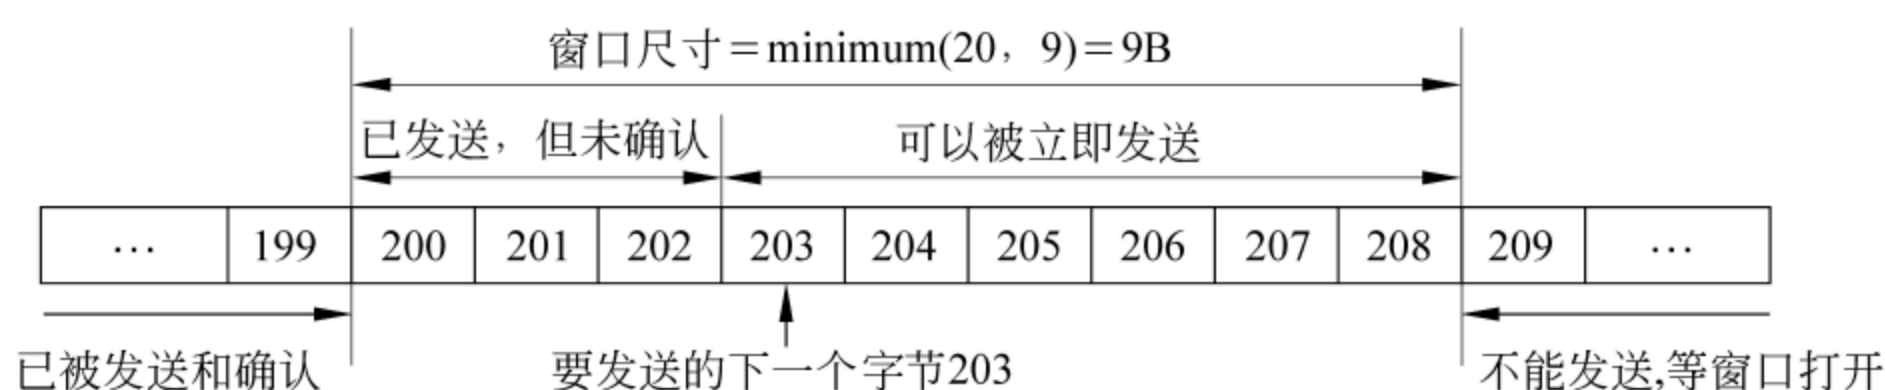 窗口尺寸=minimum(20，9)=9B
已发送，但未确认
可以被立即发送
… 199 200 201 202 203 204 205 206 207 208 209 …
已被发送和确认
要发送的下一个字节203
不能发送,等窗口打开